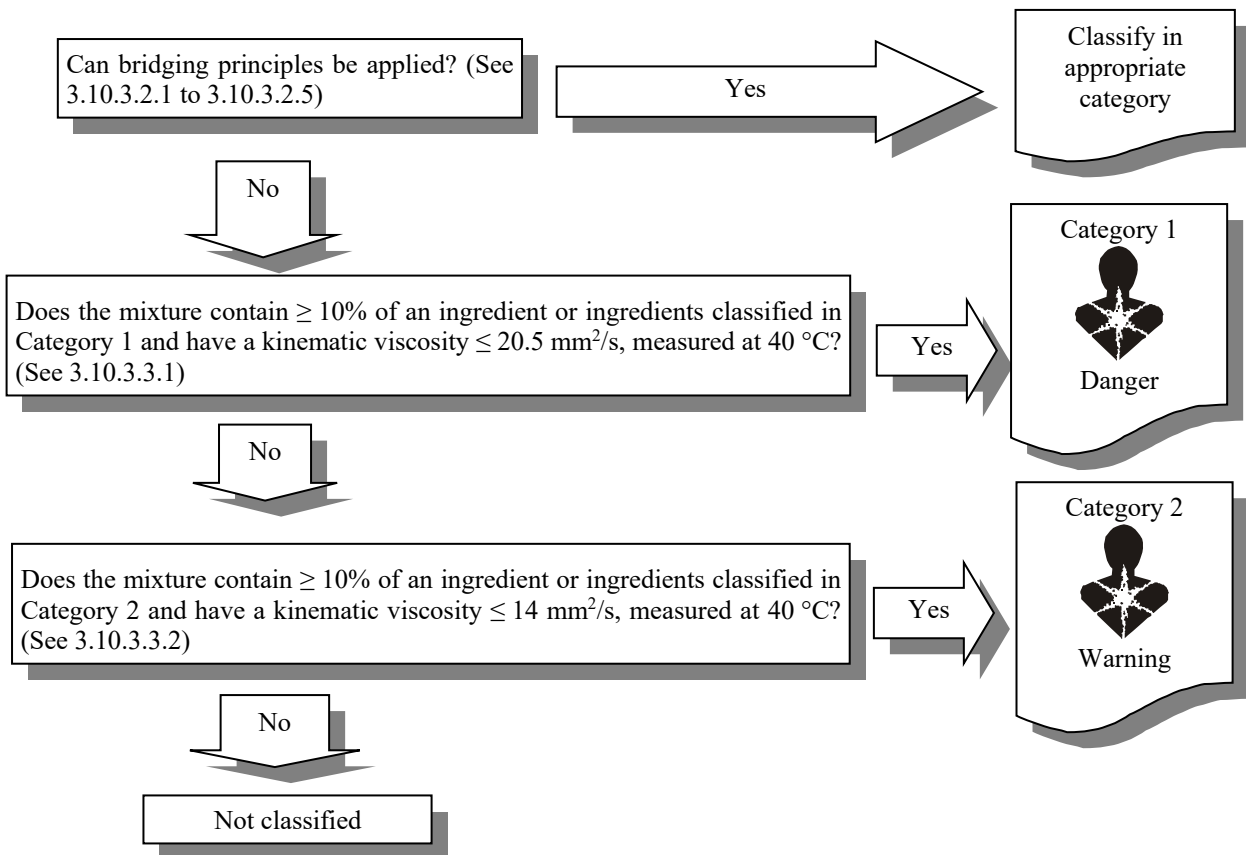 Can bridging principles be applied? (See
3.10.3.2.1 to 3.10.3.2.5)
Yes
Classify in
appropriate
category
No
Does the mixture contain ≥ 10% of an ingredient or ingredients classified in
Category 1 and have a kinematic viscosity ≤ 20.5 mm²/s, measured at 40 °C?
(See 3.10.3.3.1)
Yes
Category 1
Danger
No
Does the mixture contain ≥ 10% of an ingredient or ingredients classified in
Category 2 and have a kinematic viscosity ≤ 14 mm²/s, measured at 40 °C?
(See 3.10.3.3.2)
Yes
Category 2
Warning
No
Not classified